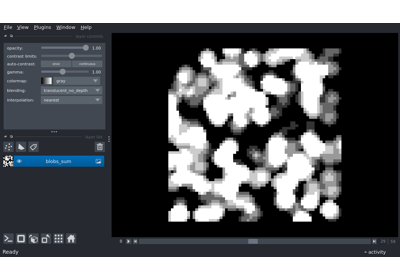 File View Plugins Window Help
opacity: 1.00
contrast limits:
auto-contrast: once continuous
gamma: 1.00
colormap: gray
blending: translucent_no_depth
interpolation: nearest
blobs_sum
Ready
activity